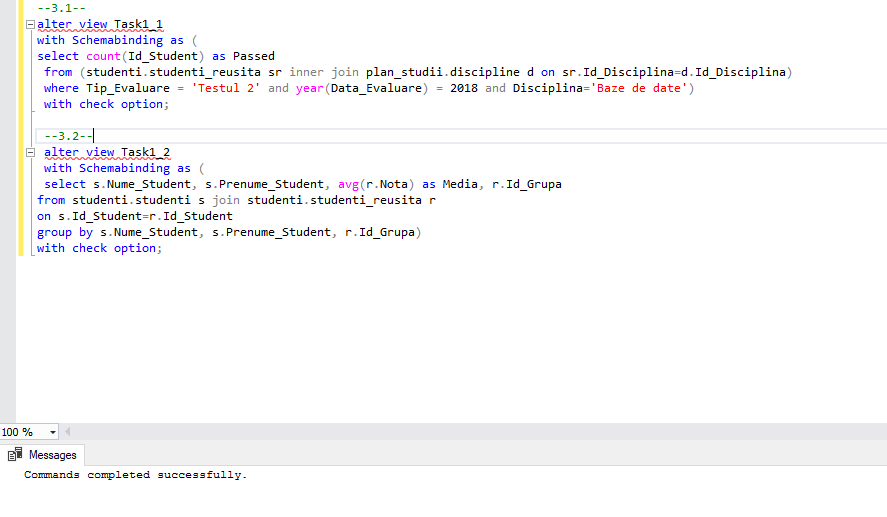 --3.1--
alter view Task1_1
with Schemabinding as (
select count(Id_Student) as Passed
from (studenti.studenti_reusita sr inner join plan_studii.discipline d on sr.Id_Disciplina=d.Id_Disciplina)
where Tip_Evaluare = 'Testul 2' and year(Data_Evaluare) = 2018 and Disciplina='Baze de date')
with check option;
--3.2--
alter view Task1_2
with Schemabinding as (
select s.Nume_Student, s.Prenume_Student, avg(r.Nota) as Media, r.Id_Grupa
from studenti.studenti s join studenti.studenti_reusita r
on s.Id_Student=r.Id_Student
group by s.Nume_Student, s.Prenume_Student, r.Id_Grupa)
with check option;
100 %
Messages
Commands completed successfully.